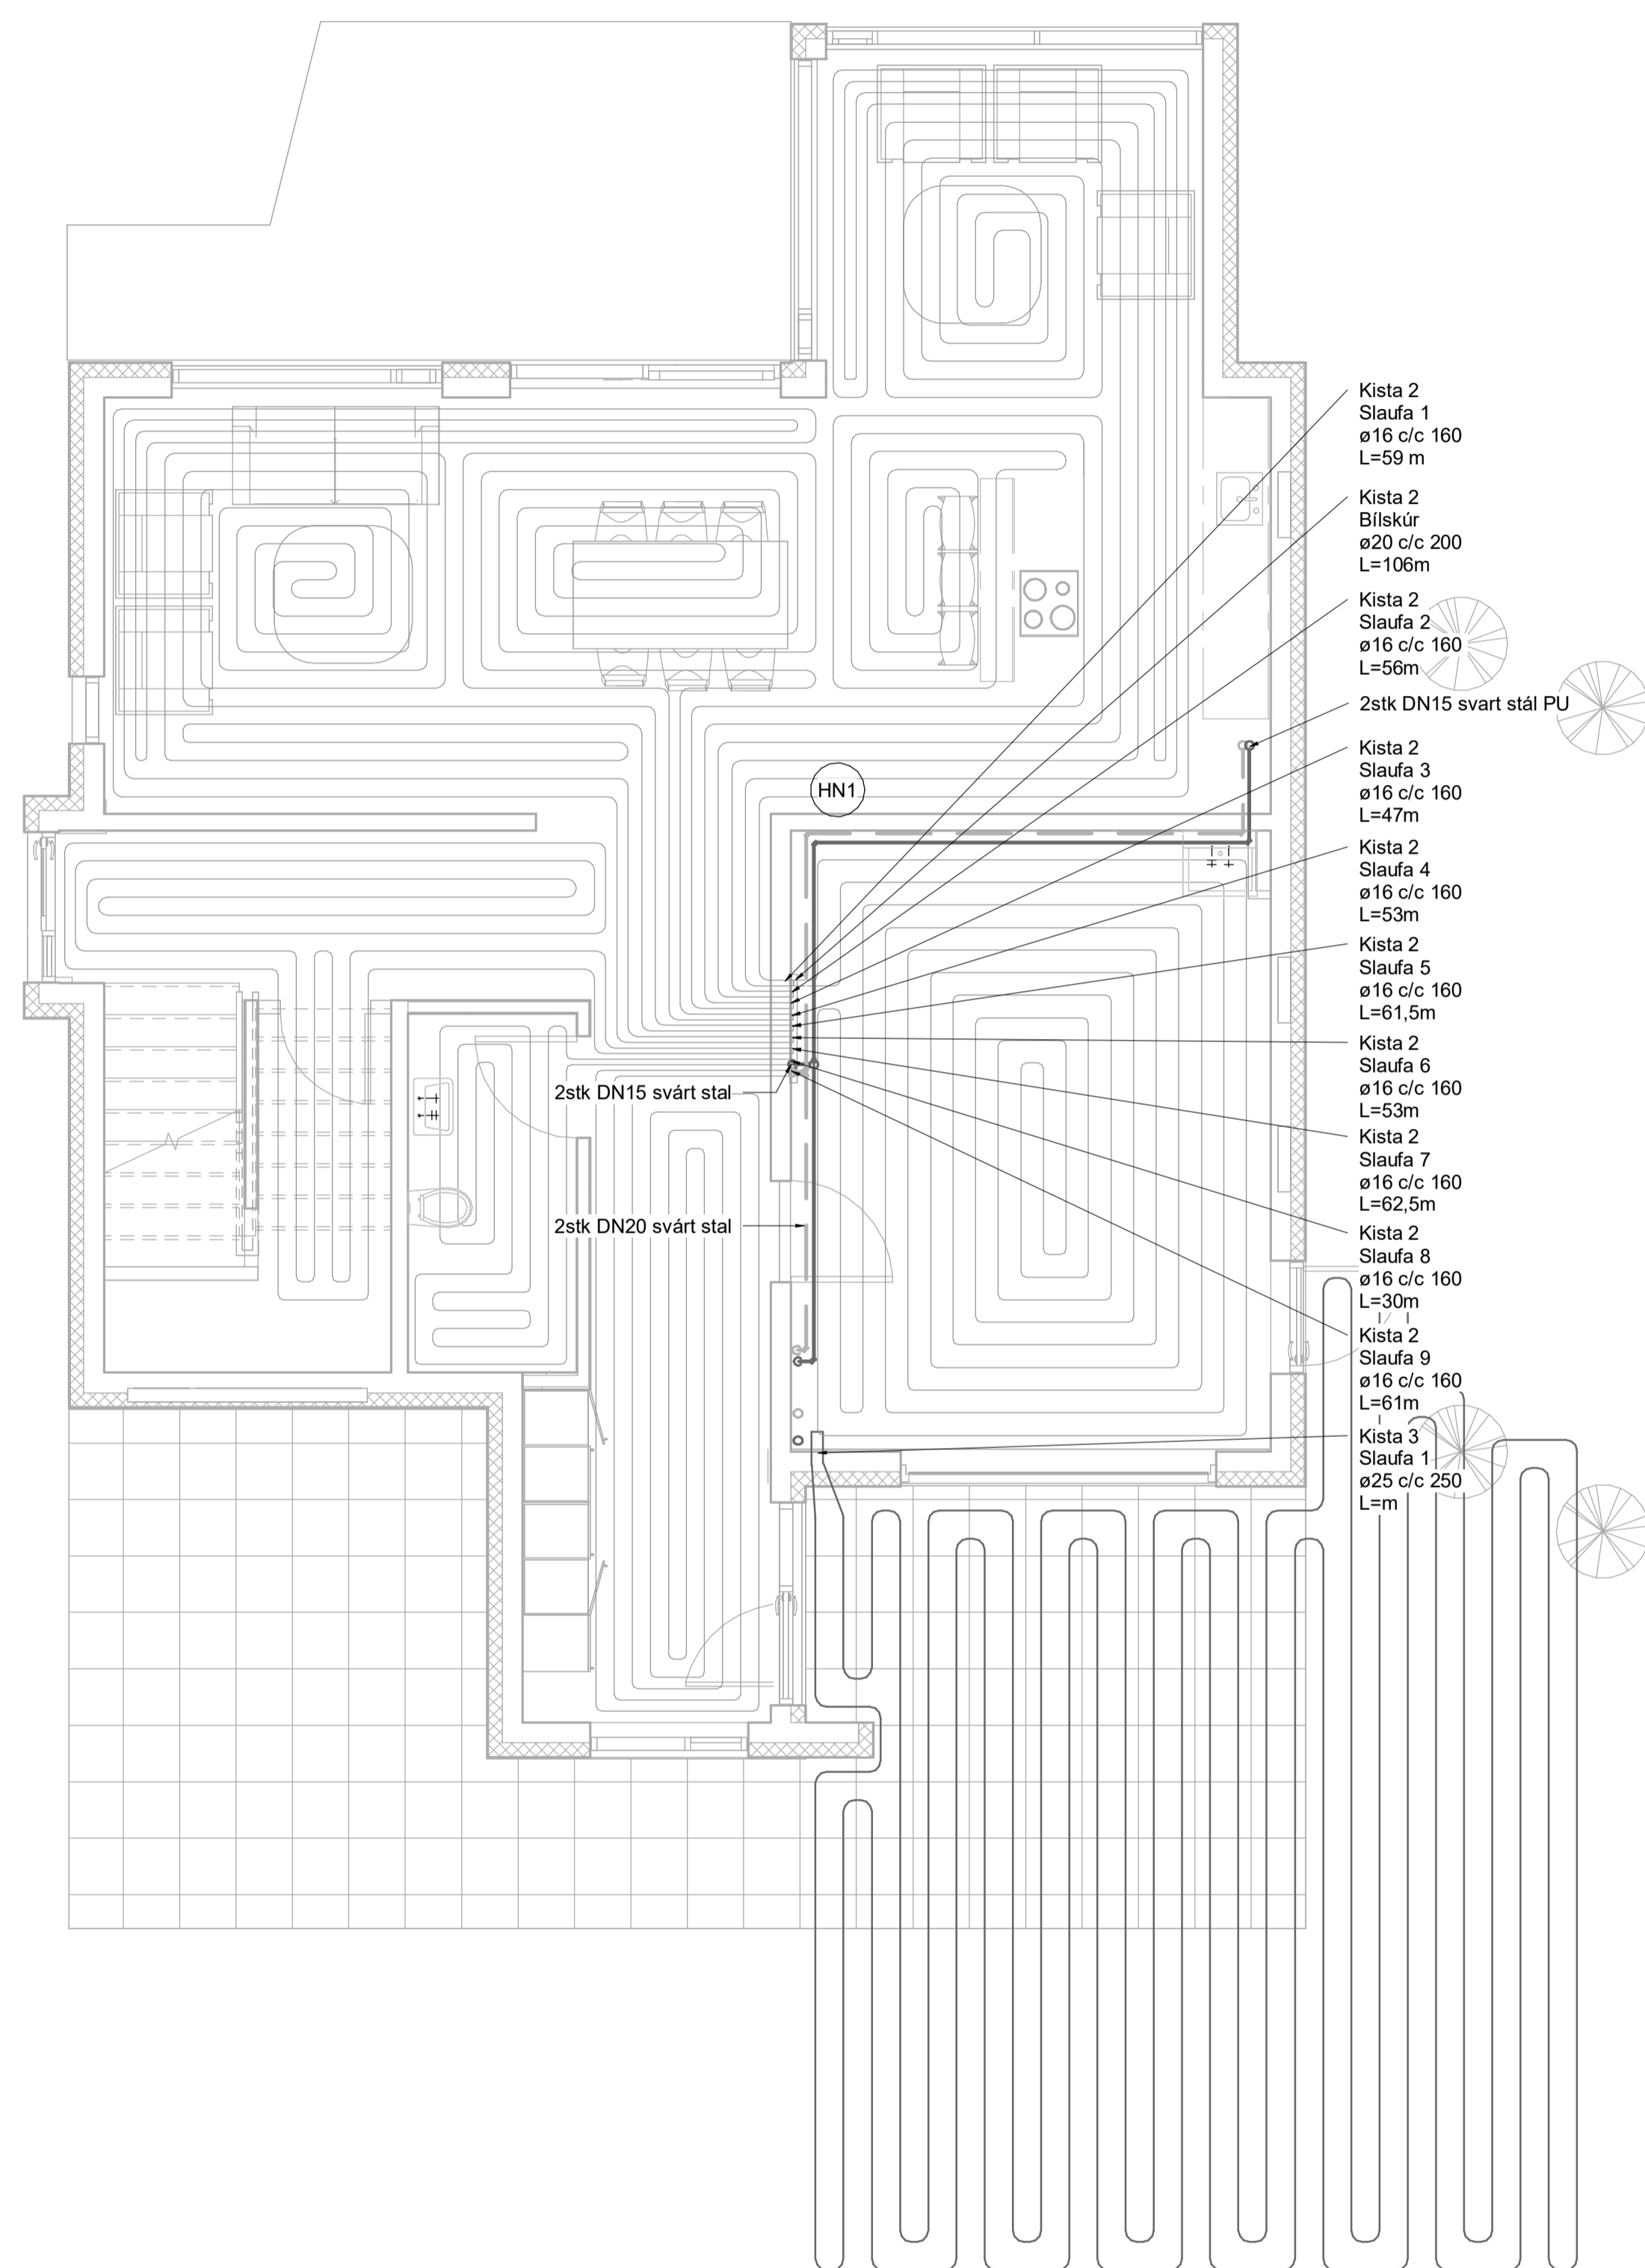 Kista 2
Slaufa 1
ø16 c/c 160
L=59 m
Kista 2
Bílskúr
ø20 c/c 200
L=106m
Kista 2
Slaufa 2
ø16 c/c 160
L=56m
2stk DN15 svart stál PU
Kista 2
Slaufa 3
ø16 c/c 160
L=47m
HN1
Kista 2
Slaufa 4
ø16 c/c 160
L=53m
Kista 2
Slaufa 5
ø16 c/c 160
L=61,5m
Kista 2
Slaufa 6
ø16 c/c 160
L=53m
2stk DN15 svárt stal
Kista 2
Slaufa 7
ø16 c/c 160
L=62,5m
2stk DN20 svárt stal
Kista 2
Slaufa 8
ø16 c/c 160
L=30m
Kista 2
Slaufa 9
ø16 c/c 160
L=61m
Kista 3
Slaufa 1
ø25 c/c 250
L=m